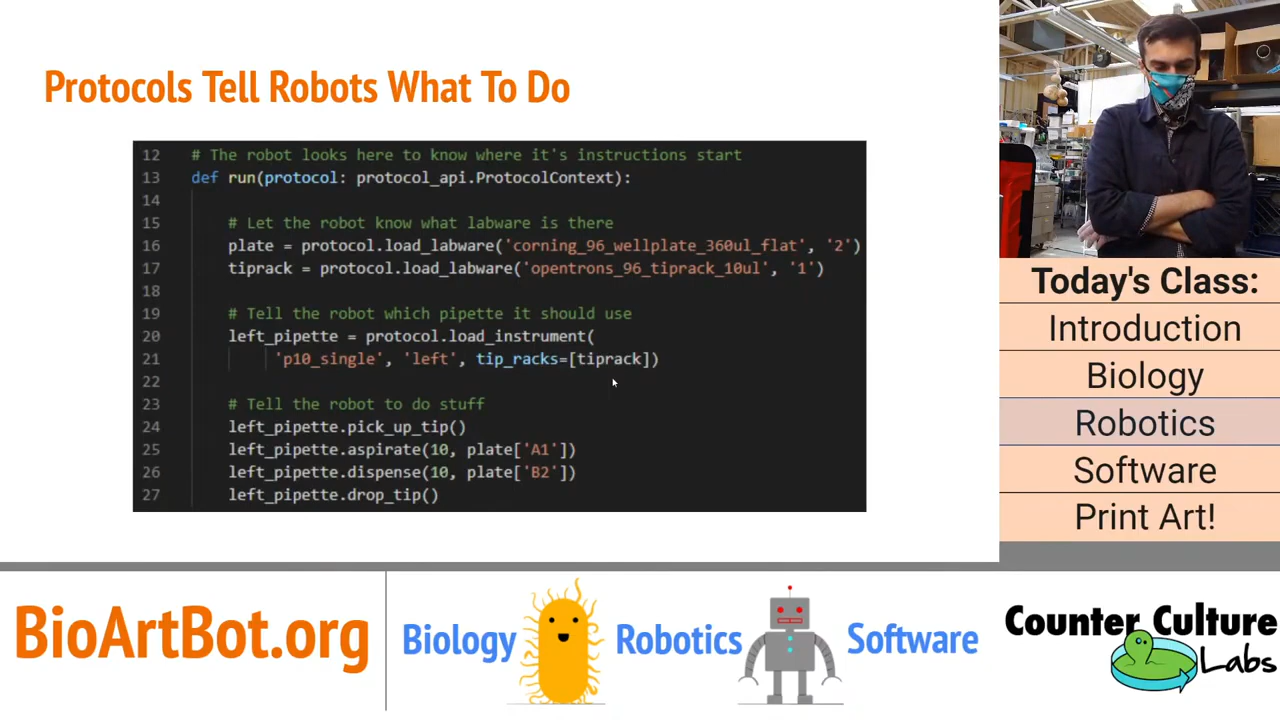 Protocols Tell Robots What To Do
12 # The robot looks here to know where it's instructions start
13 def run(protocol: protocol_api.ProtocolContext):
14
15 # Let the robot know what labware is there
16 plate = protocol.load_labware('corning_96_wellplate_360ul_flat', '2')
17 tiprack = protocol.load_labware('opentrons_96_tiprack_10ul', '1')
18
19 # Tell the robot which pipette it should use
20 left_pipette = protocol.load_instrument(
21 'p10_single', 'left', tip_racks=[tiprack])
22
23 # Tell the robot to do stuff
24 left_pipette.pick_up_tip()
25 left_pipette.aspirate(10, plate['A1'])
26 left_pipette.dispense(10, plate['B2'])
27 left_pipette.drop_tip()
Today's Class:
Introduction
Biology
Robotics
Software
Print Art!
BioArtBot.org
Biology
Robotics
Software
Counter Culture
Labs